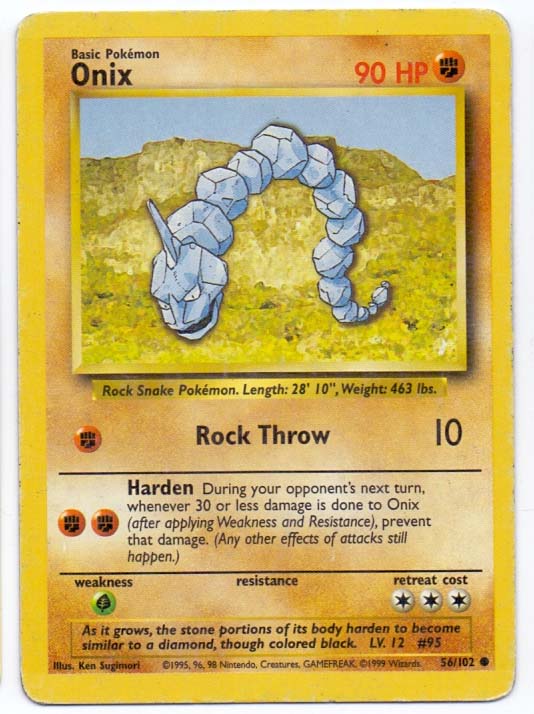 Basic Pokémon
Onix
90 HP
Rock Snake Pokémon. Length: 28' 10", Weight: 463 lbs.
Rock Throw 10
Harden During your opponent's next turn,
whenever 30 or less damage is done to Onix
(after applying Weakness and Resistance), prevent
that damage. (Any other effects of attacks still
happen.)
weakness resistance retreat cost
As it grows, the stone portions of its body harden to become
similar to a diamond, though colored black. LV. 12 #95
Illus. Ken Sugimori ©1995, 96, 98 Nintendo, Creatures, GAMEFREAK. ©1999 Wizards. 56/102